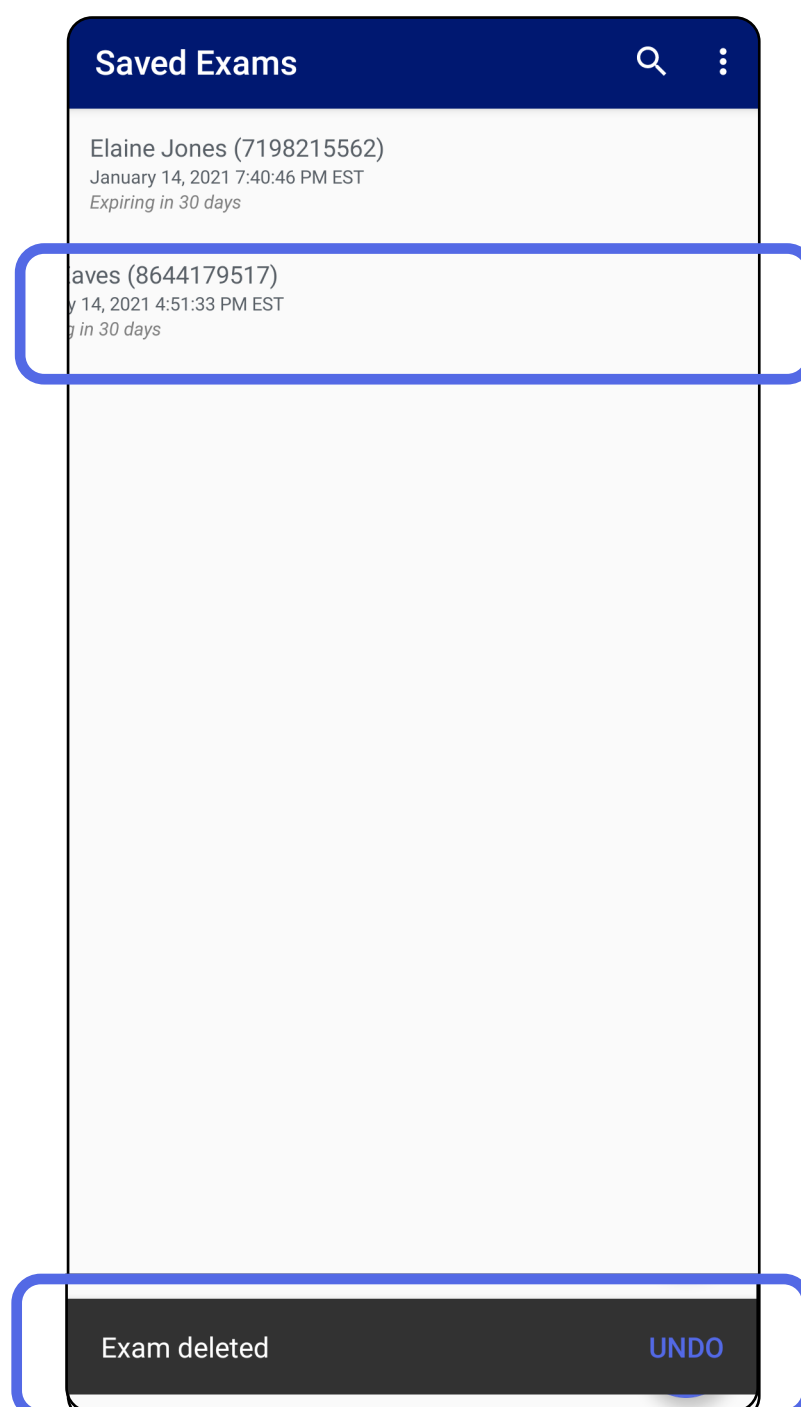 Saved Exams
Elaine Jones (7198215562)
January 14, 2021 7:40:46 PM EST
Expiring in 30 days
aves (8644179517)
y 14, 2021 4:51:33 PM EST
g in 30 days
Exam deleted UNDO